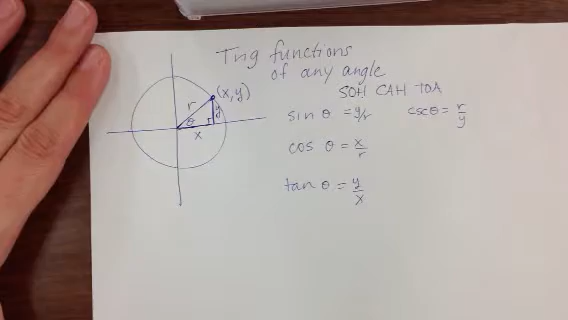 Trig functions
of any angle
SOH CAH TOA
(x,y)
r
y
θ
x
sin θ = y/r
csc θ = r/y
cos θ = x/r
tan θ = y/x